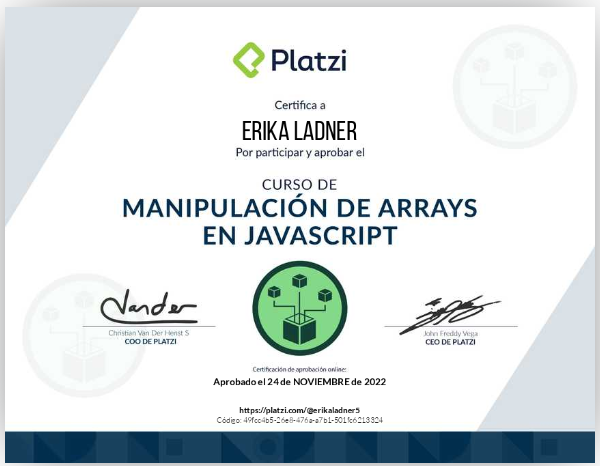 Platzi
Certifica a
ERIKA LADNER
Por participar y aprobar el
CURSO DE
MANIPULACIÓN DE ARRAYS
EN JAVASCRIPT
Christian Van Der Henst S
COO DE PLATZI
John Freddy Vega
CEO DE PLATZI
Certificación de aprobación online:
Aprobado el 24 de NOVIEMBRE de 2022
https://platzi.com/@erikaladner5
Código: